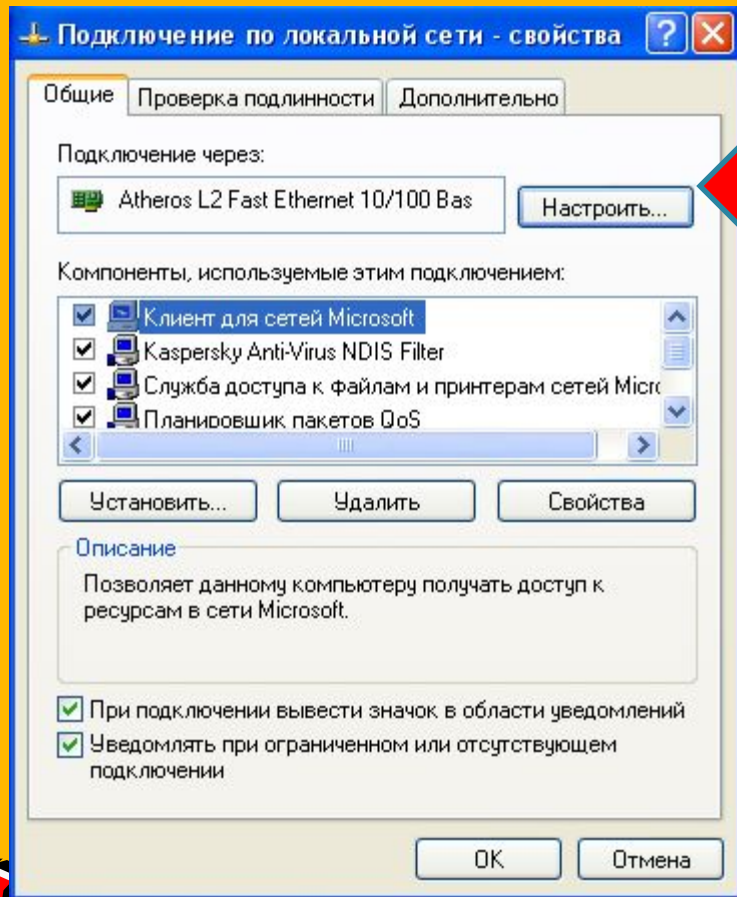 Подключение по локальной сети - свойства
Общие
Проверка подлинности
Дополнительно
Подключение через:
Atheros L2 Fast Ethernet 10/100 Bas
Настроить...
Компоненты, используемые этим подключением:
Клиент для сетей Microsoft
Kaspersky Anti-Virus NDIS Filter
Служба доступа к файлам и принтерам сетей Micro
Планировщик пакетов QoS
Установить...
Удалить
Свойства
Описание
Позволяет данному компьютеру получать доступ к
ресурсам в сети Microsoft.
При подключении вывести значок в области уведомлений
Уведомлять при ограниченном или отсутствующем
подключении
OK
Отмена